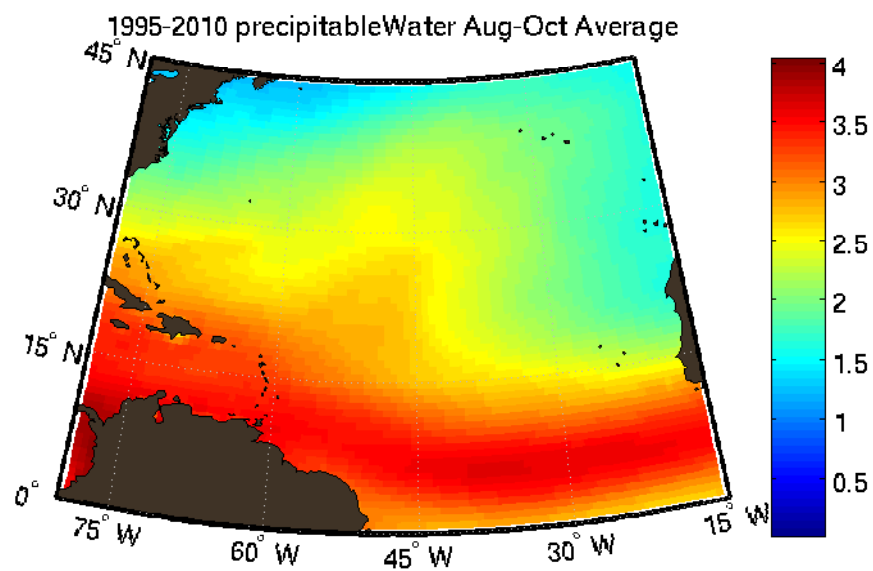 1995-2010 precipitableWater Aug-Oct Average
45° N
30° N
15° N
0°
75° W
60° W
45° W
30° W
15° W
4
3.5
3
2.5
2
1.5
1
0.5